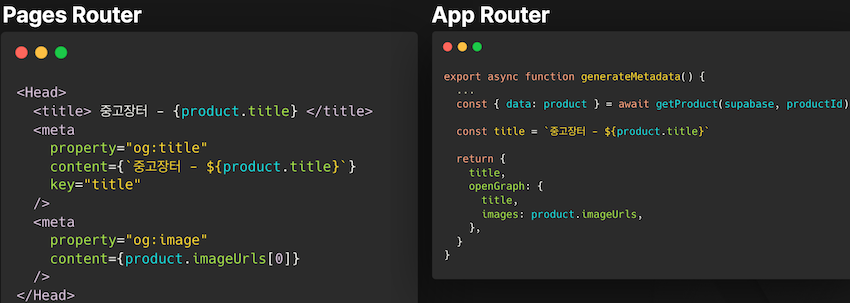 Pages Router
<Head>
<title> 중고장터 - {product.title} </title>
<meta
property="og:title"
content={`중고장터 - ${product.title}`}
key="title"
/>
<meta
property="og:image"
content={product.imageUrls[0]}
/>
</Head>
App Router
export async function generateMetadata() {
...
const { data: product } = await getProduct(supabase, productId)
const title = `중고장터 - ${product.title}`
return {
title,
openGraph: {
title,
images: product.imageUrls,
},
}
}